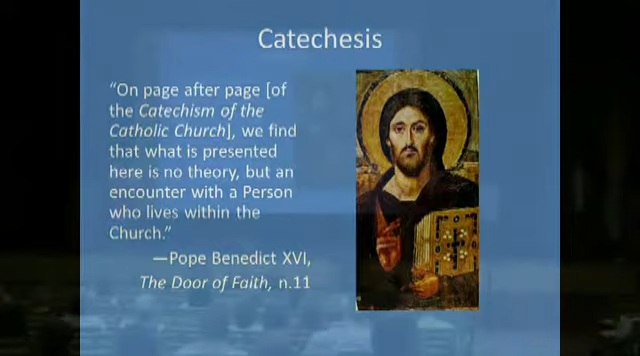 Catechesis
“On page after page [of
the Catechism of the
Catholic Church], we find
that what is presented
here is no theory, but an
encounter with a Person
who lives within the
Church.”
—Pope Benedict XVI,
The Door of Faith, n.11